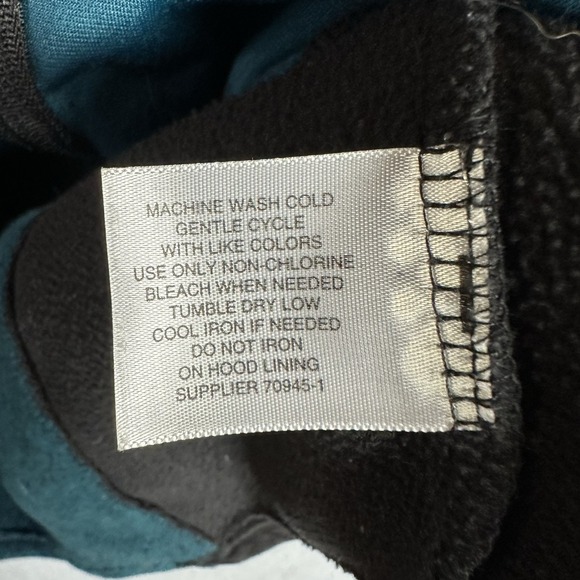 MACHINE WASH COLD
GENTLE CYCLE
WITH LIKE COLORS
USE ONLY NON-CHLORINE
BLEACH WHEN NEEDED
TUMBLE DRY LOW
COOL IRON IF NEEDED
DO NOT IRON
ON HOOD LINING
SUPPLIER 70945-1